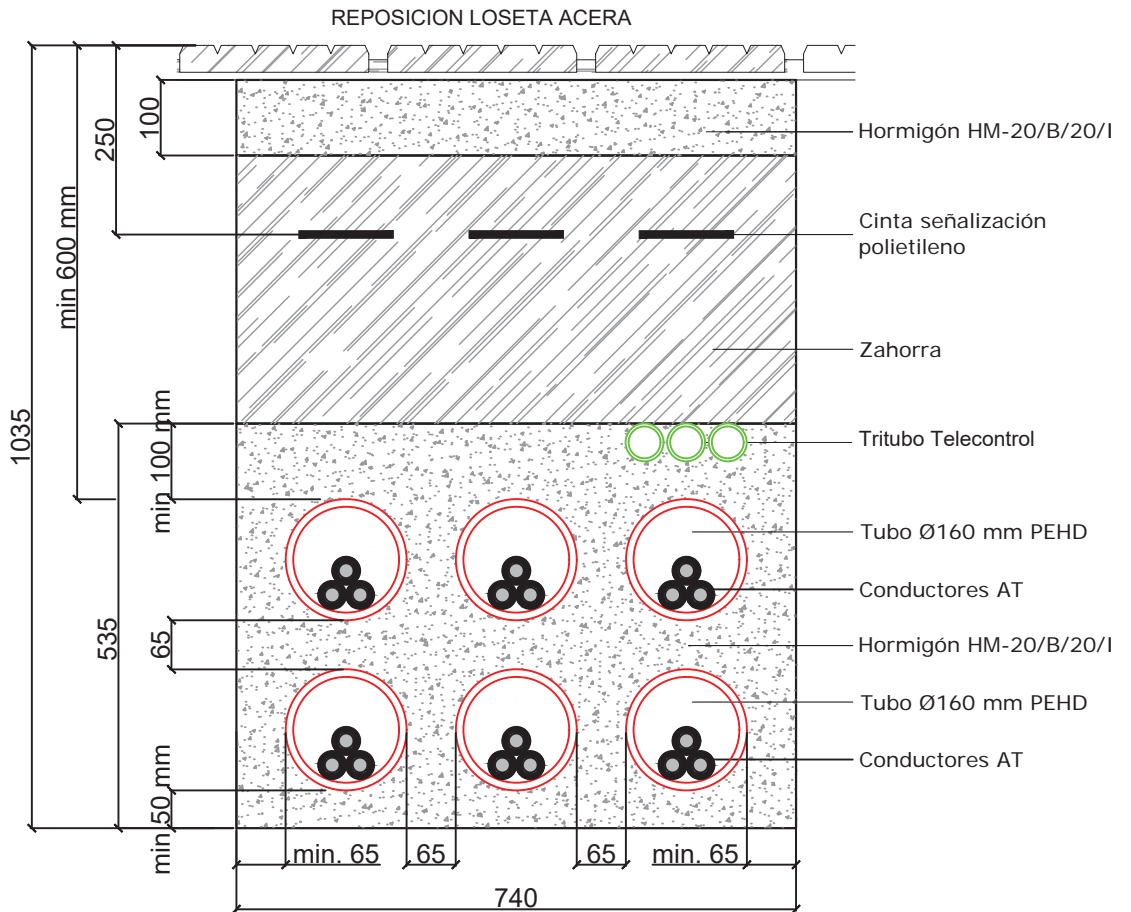 REPOSICION LOSETA ACERA
100
250
Hormigón HM-20/B/20/I
Cinta señalización
polietileno
min 600 mm
Zahorra
1035
min 100 mm
Tritubo Telecontrol
Tubo Ø160 mm PEHD
Conductores AT
535
65
Hormigón HM-20/B/20/I
Tubo Ø160 mm PEHD
Conductores AT
min 50 mm
min. 65
65
65
min. 65
740